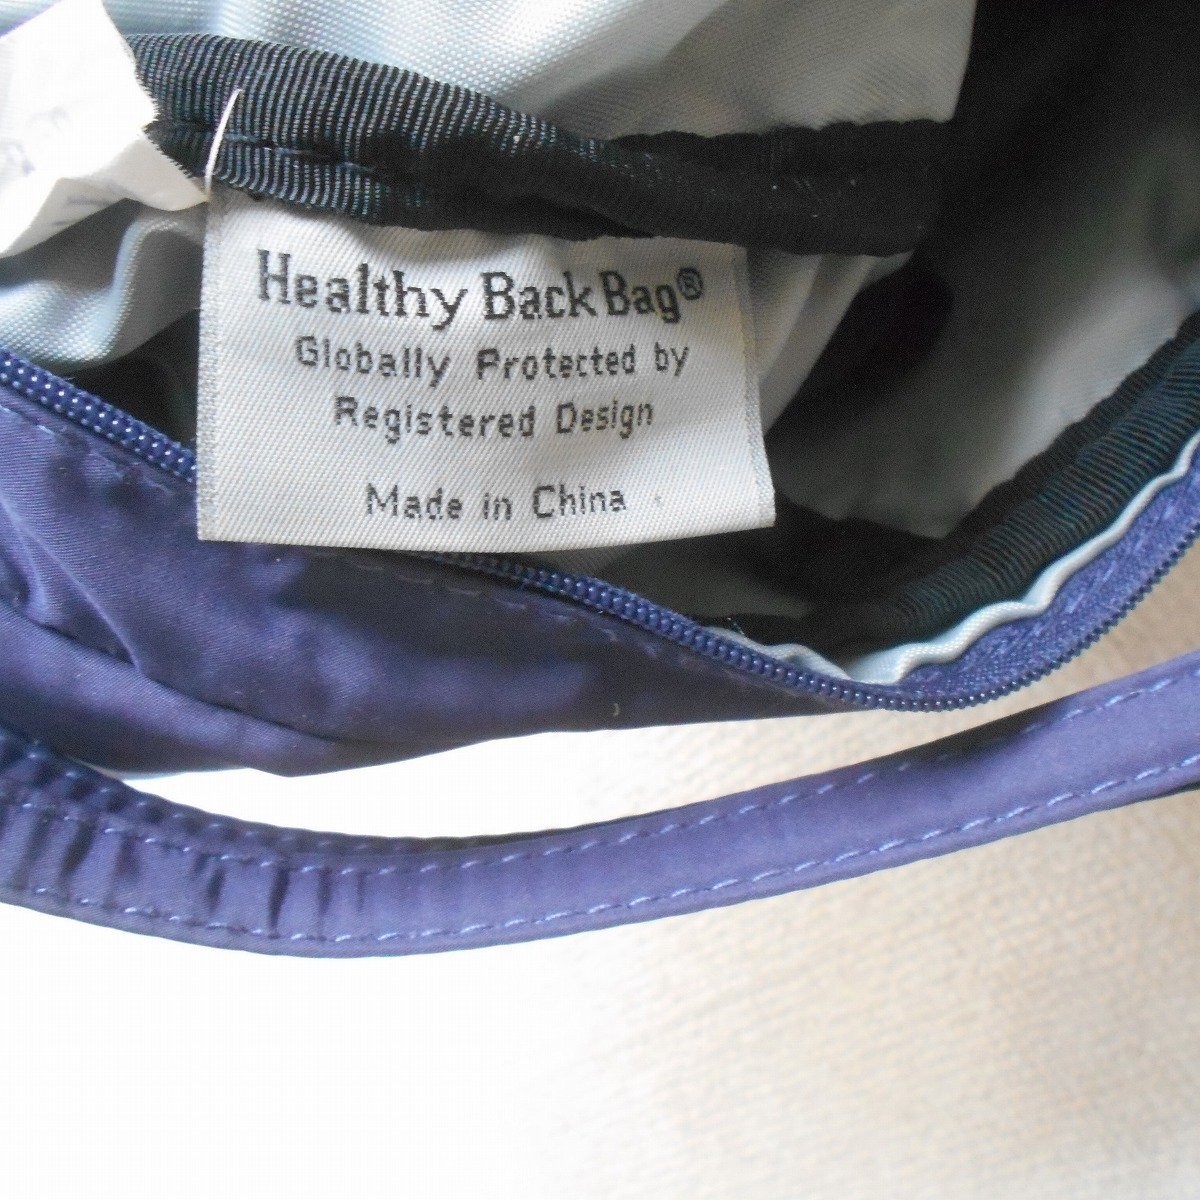 Healthy Back Bag®
Globally Protected by
Registered Design
Made in China